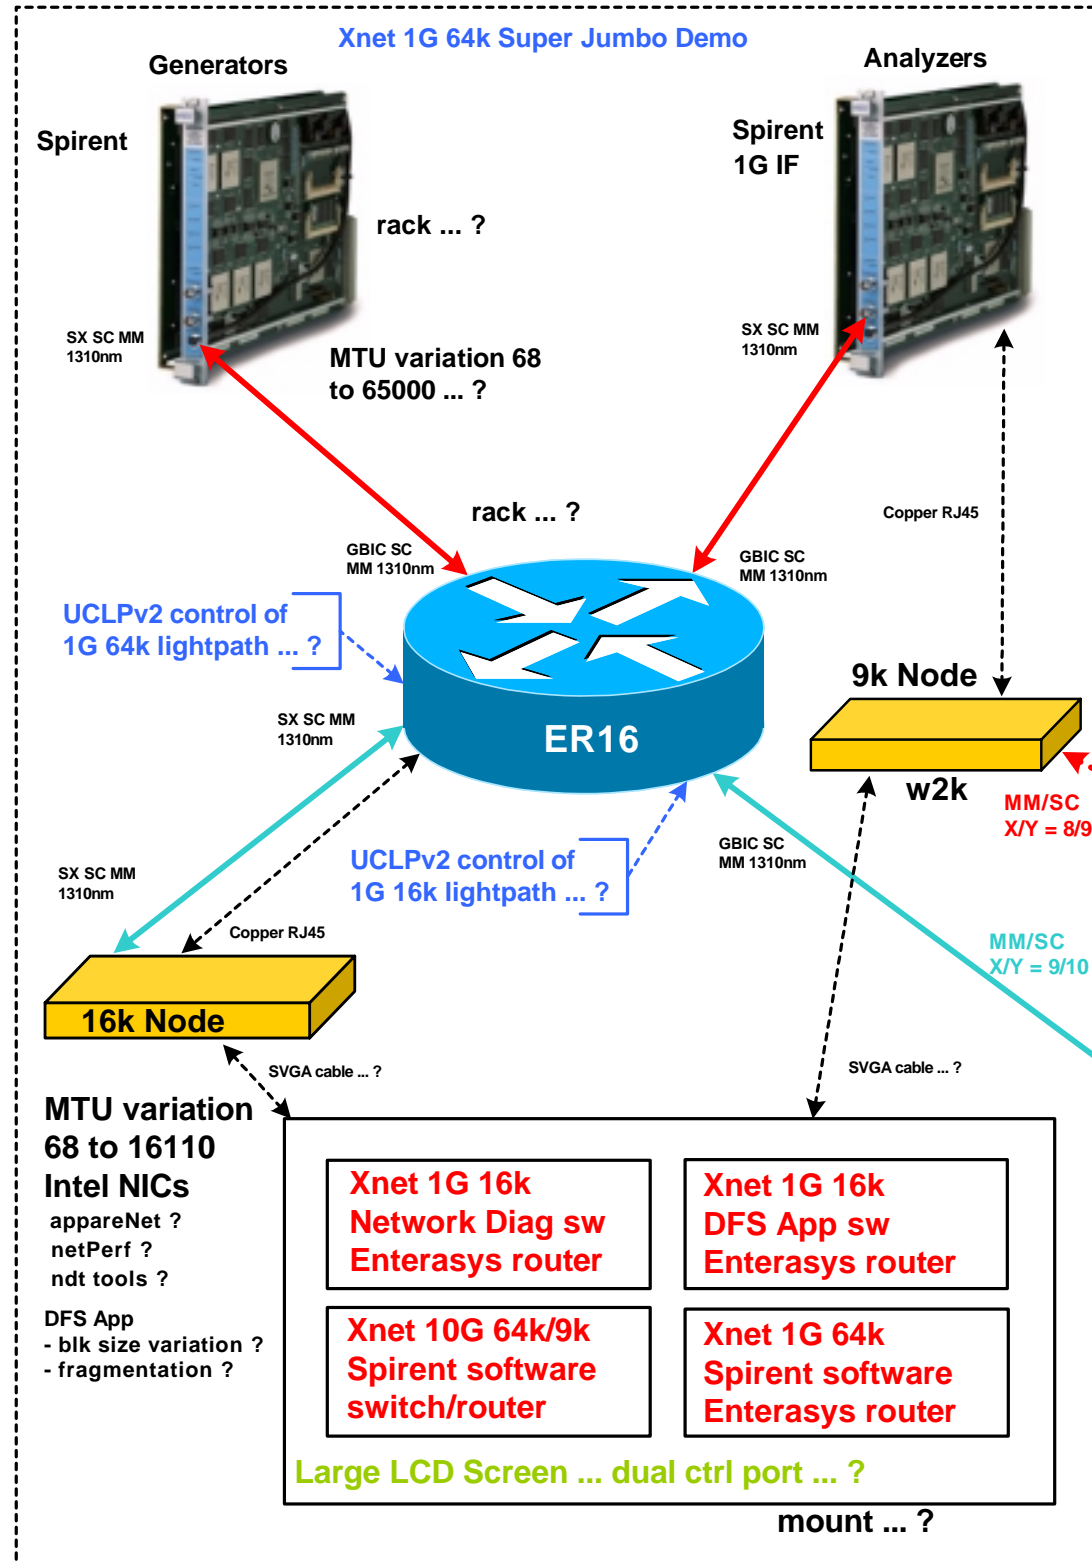 Xnet 1G 64k Super Jumbo Demo
Generators
Analyzers
Spirent
Spirent
1G IF
rack ... ?
SX SC MM
1310nm
SX SC MM
1310nm
MTU variation 68
to 65000 ... ?
rack ... ?
Copper RJ45
GBIC SC
MM 1310nm
GBIC SC
MM 1310nm
UCLPv2 control of
1G 64k lightpath ... ?
9k Node
SX SC MM
1310nm
ER16
w2k
MM/SC
X/Y = 8/9
GBIC SC
MM 1310nm
UCLPv2 control of
1G 16k lightpath ... ?
SX SC MM
1310nm
Copper RJ45
MM/SC
X/Y = 9/10
16k Node
SVGA cable ... ?
SVGA cable ... ?
MTU variation
68 to 16110
Intel NICs
appareNet ?
netPerf ?
ndt tools ?
DFS App
- blk size variation ?
- fragmentation ?
Xnet 1G 16k
Network Diag sw
Enterasys router
Xnet 1G 16k
DFS App sw
Enterasys router
Xnet 10G 64k/9k
Spirent software
switch/router
Xnet 1G 64k
Spirent software
Enterasys router
Large LCD Screen ... dual ctrl port ... ?
mount ... ?